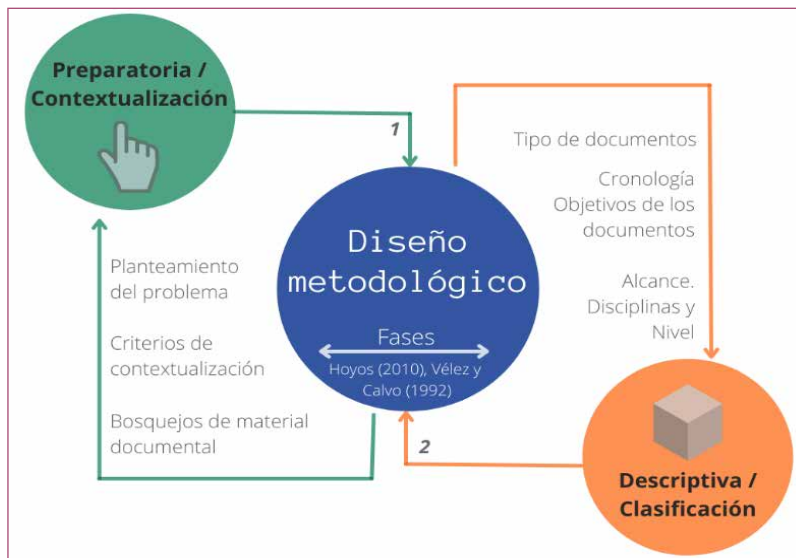 Preparatoria /
Contextualización
1
Planteamiento
del problema
Criterios de
contextualización
Bosquejos de material
documental
Diseño
metodológico
Fases
Hoyos (2010), Vélez y
Calvo (1992)
Tipo de documentos
Cronología
Objetivos de los
documentos
Alcance.
Disciplinas y
Nivel
2
Descriptiva /
Clasificación